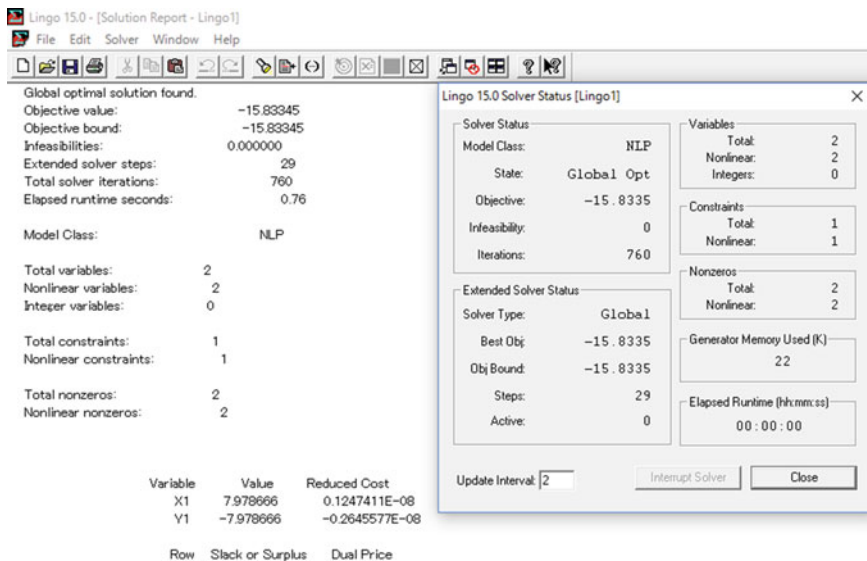 Lingo 15.0 - [Solution Report - Lingo1]
File Edit Solver Window Help
Global optimal solution found.
Objective value: -15.83345
Objective bound: -15.83345
Infeasibilities: 0.000000
Extended solver steps: 29
Total solver iterations: 760
Elapsed runtime seconds: 0.76
Model Class: NLP
Total variables: 2
Nonlinear variables: 2
Integer variables: 0
Total constraints: 1
Nonlinear constraints: 1
Total nonzeros: 2
Nonlinear nonzeros: 2
Variable Value Reduced Cost
X1 7.978666 0.1247411E-08
Y1 -7.978666 -0.2645577E-08
Row Slack or Surplus Dual Price
Lingo 15.0 Solver Status [Lingo1]
Solver Status
Model Class: NLP
State: Global Opt
Objective: -15.8335
Infeasibility: 0
Iterations: 760
Extended Solver Status
Solver Type: Global
Best Obj: -15.8335
Obj Bound: -15.8335
Steps: 29
Active: 0
Update Interval: 2
Variables
Total: 2
Nonlinear: 2
Integers: 0
Constraints
Total: 1
Nonlinear: 1
Nonzeros
Total: 2
Nonlinear: 2
Generator Memory Used (K)
22
Elapsed Runtime (hh:mm:ss)
00:00:00
Interrupt Solver
Close